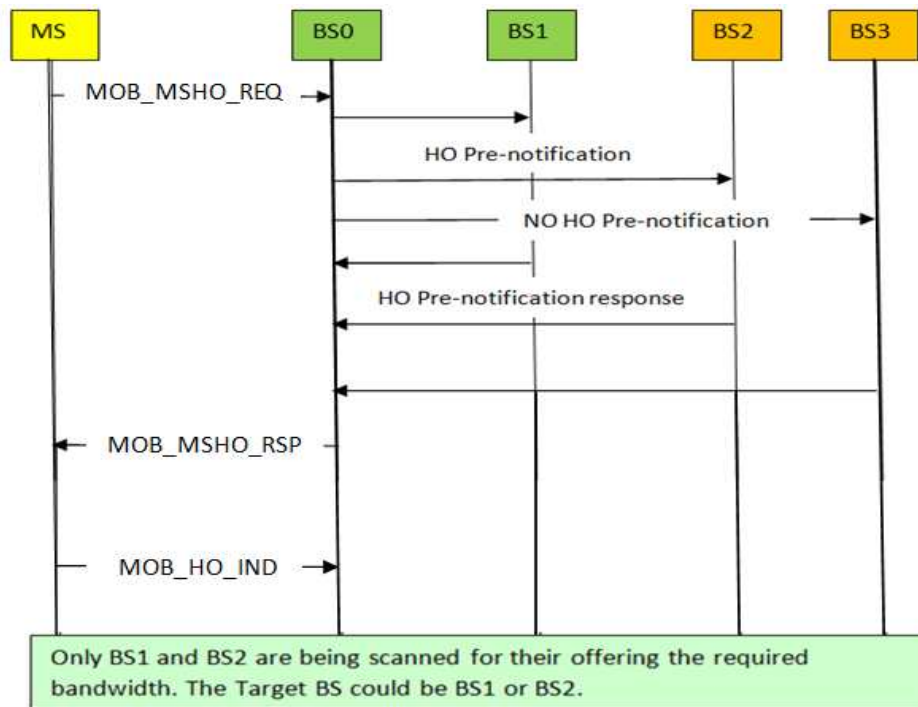 MS BS0 BS1 BS2 BS3
MOB_MSHO_REQ
HO Pre-notification
NO HO Pre-notification
HO Pre-notification response
MOB_MSHO_RSP
MOB_HO_IND
Only BS1 and BS2 are being scanned for their offering the required
bandwidth. The Target BS could be BS1 or BS2.